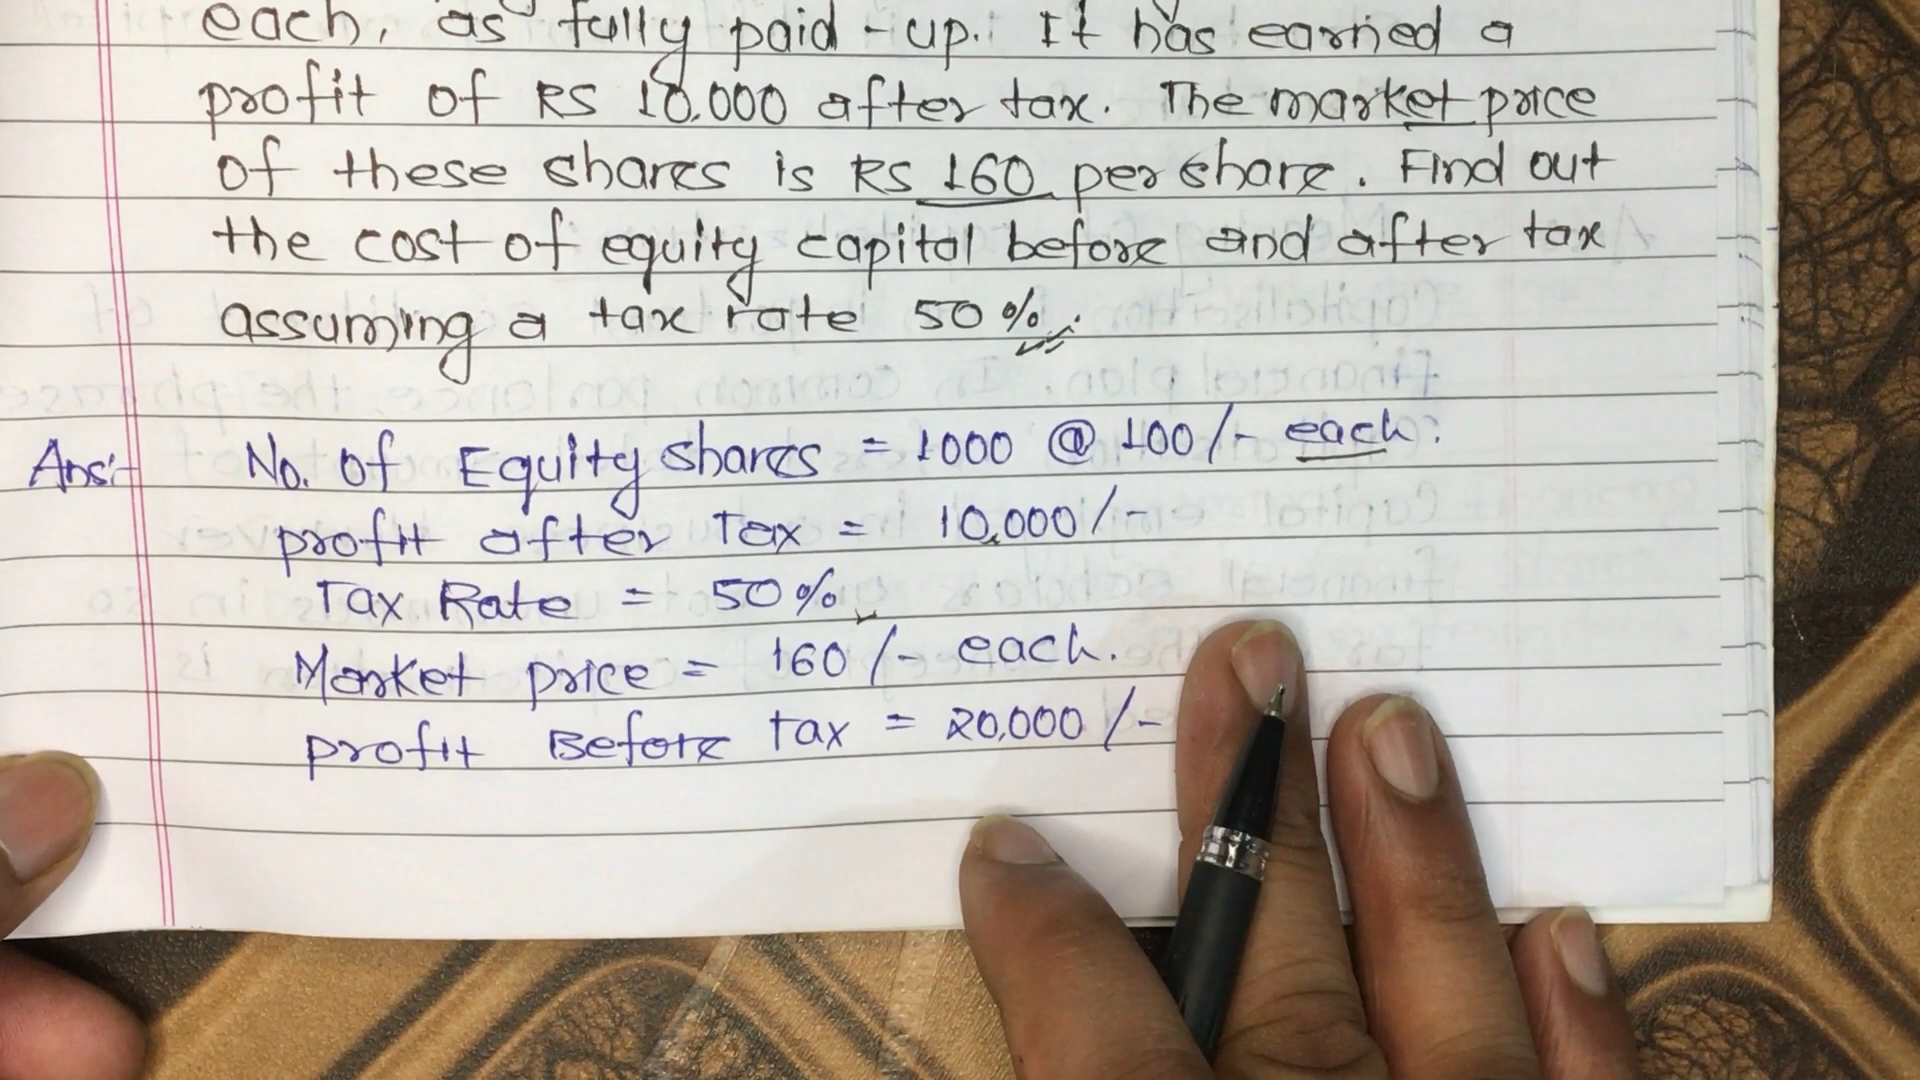 each, as fully paid-up. It has earned a
profit of RS 10,000 after tax. The market price
of these shares is RS 160 per share. Find out
the cost of equity capital before and after tax
assuming a tax rate 50%.
Ans:- No. of Equity shares = 1000 @ 100/- each.
profit after Tax = 10,000/-
Tax Rate = 50%
Market price = 160/- each.
profit Before tax = 20,000/-